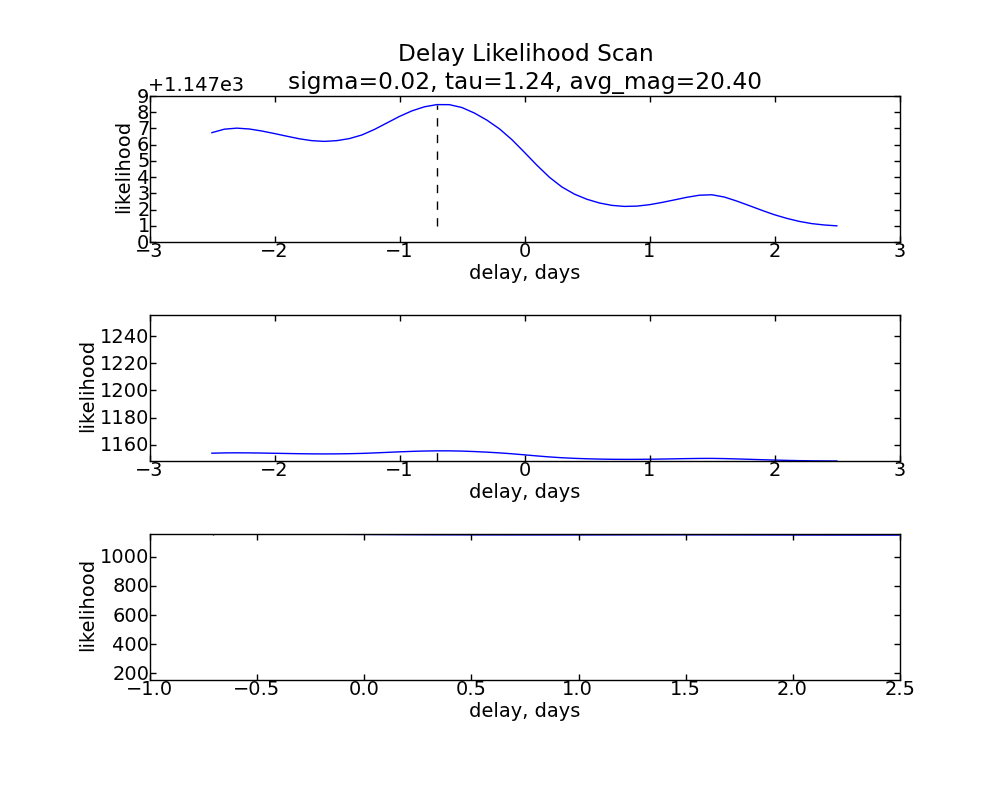 Delay Likelihood Scan
sigma=0.02, tau=1.24, avg_mag=20.40
+1.147e3
9
8
7
6
5
4
3
2
1
0
likelihood
−3 −2 −1 0 1 2 3
delay, days
1240
1220
1200
1180
1160
likelihood
−3 −2 −1 0 1 2 3
delay, days
1000
800
600
400
200
likelihood
−1.0 −0.5 0.0 0.5 1.0 1.5 2.0 2.5
delay, days